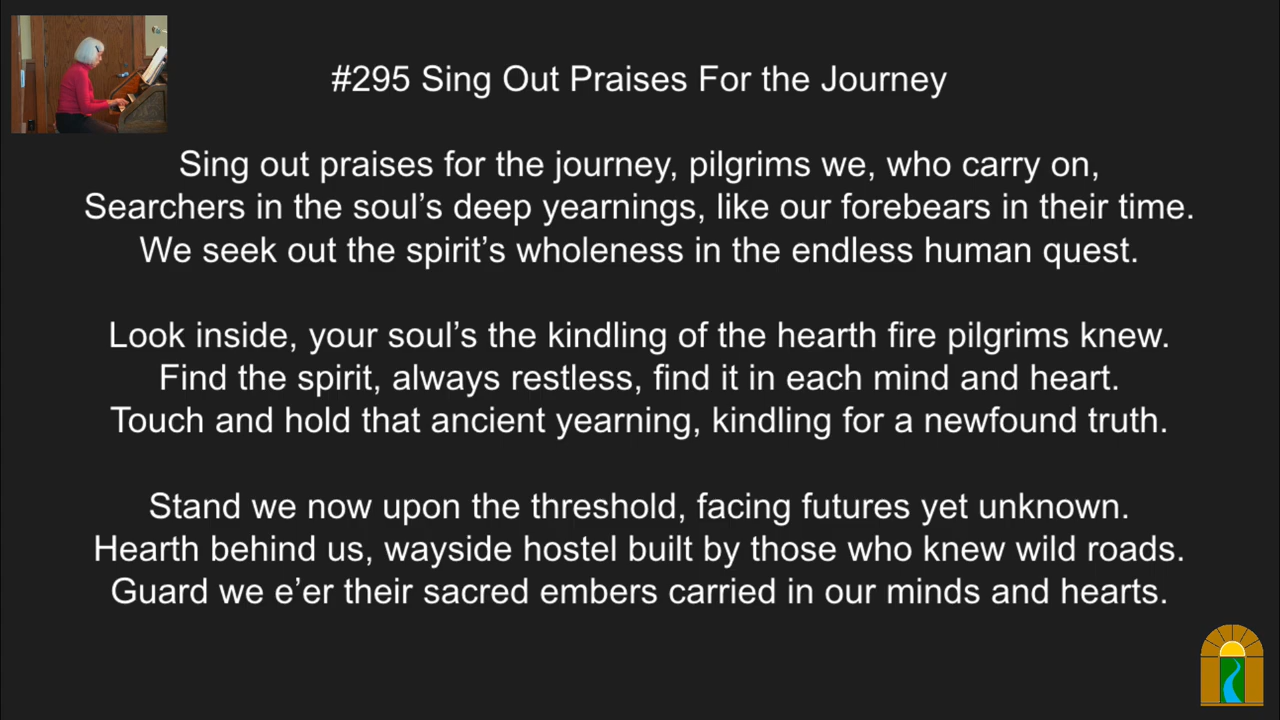 #295 Sing Out Praises For the Journey
Sing out praises for the journey, pilgrims we, who carry on,
Searchers in the soul’s deep yearnings, like our forebears in their time.
We seek out the spirit’s wholeness in the endless human quest.
Look inside, your soul’s the kindling of the hearth fire pilgrims knew.
Find the spirit, always restless, find it in each mind and heart.
Touch and hold that ancient yearning, kindling for a newfound truth.
Stand we now upon the threshold, facing futures yet unknown.
Hearth behind us, wayside hostel built by those who knew wild roads.
Guard we e’er their sacred embers carried in our minds and hearts.